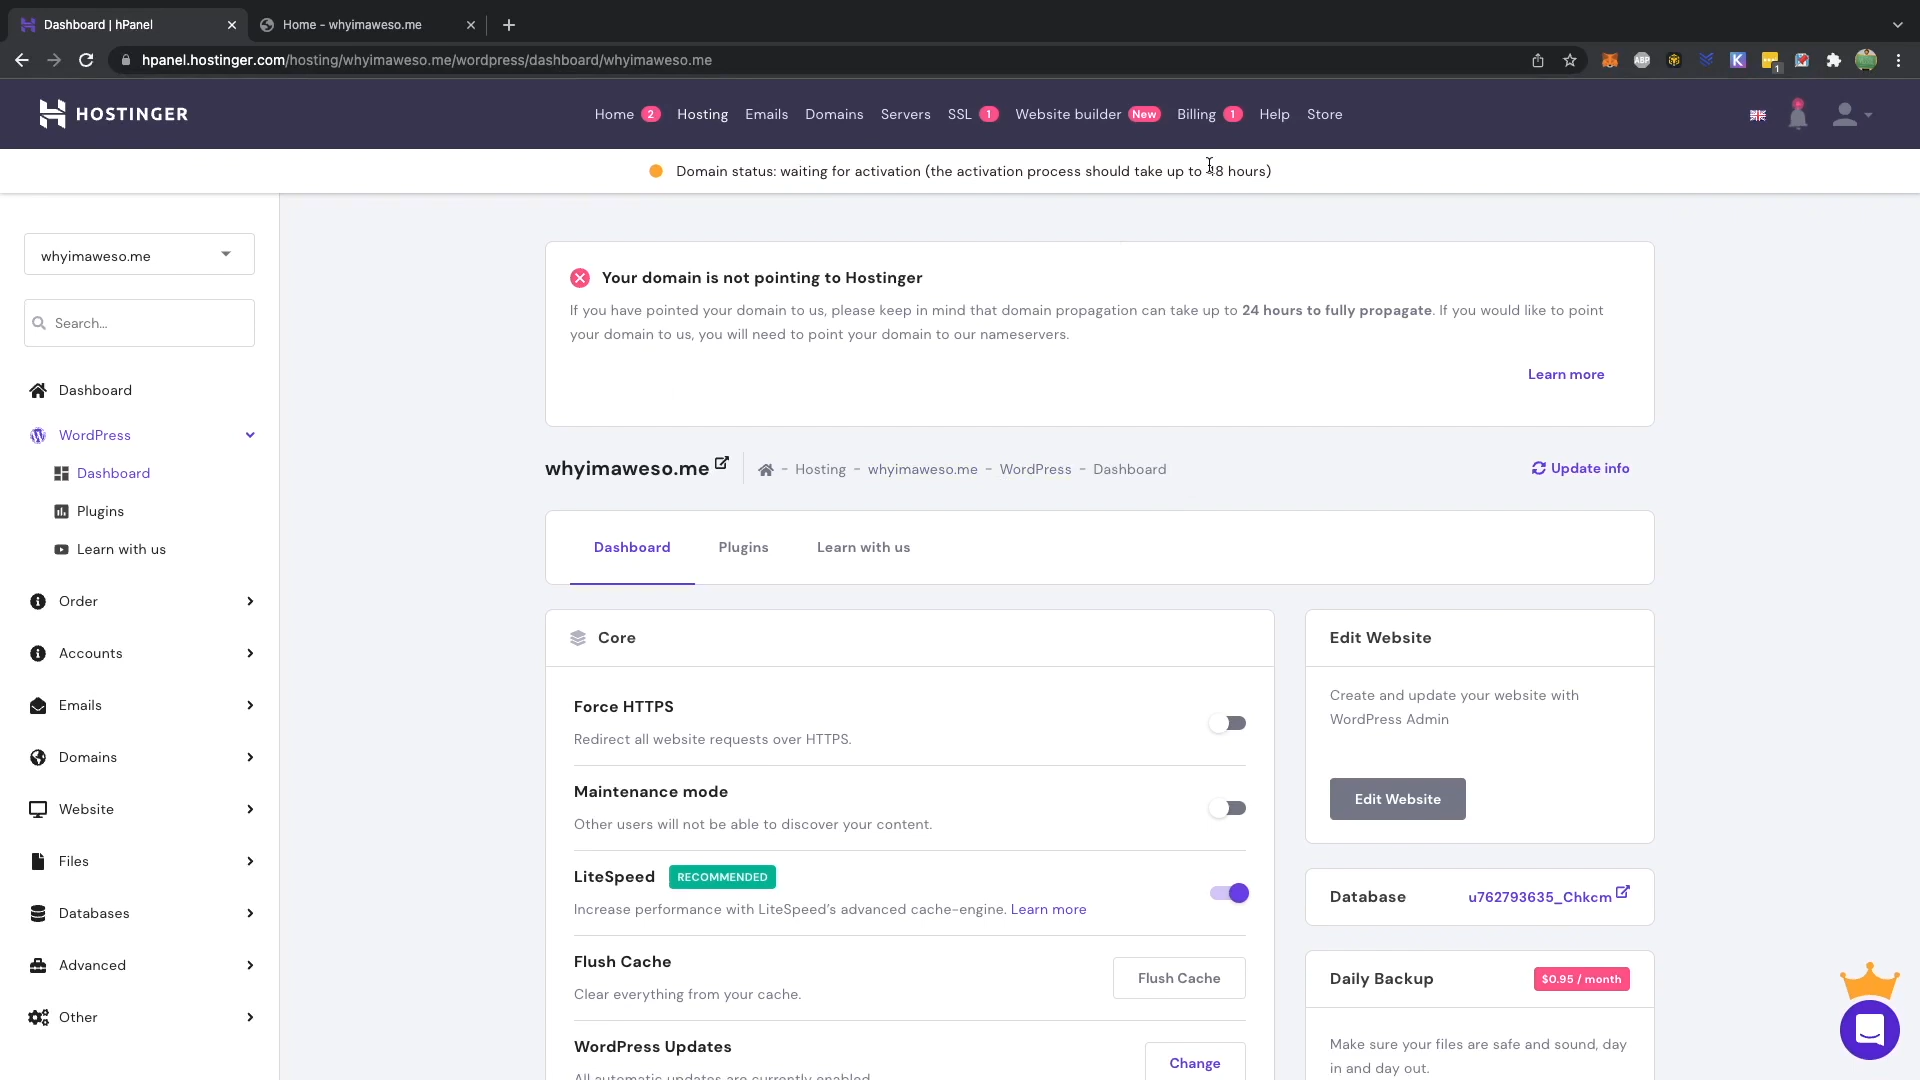 Dashboard | hPanel
Home - whyimaweso.me
hpanel.hostinger.com/hosting/whyimaweso.me/wordpress/dashboard/whyimaweso.me
ABP
K
1
HOSTINGER
Home 2 Hosting Emails Domains Servers SSL 1 Website builder New Billing 1 Help Store
Domain status: waiting for activation (the activation process should take up to 48 hours)
whyimaweso.me
Search...
Your domain is not pointing to Hostinger
If you have pointed your domain to us, please keep in mind that domain propagation can take up to 24 hours to fully propagate. If you would like to point
your domain to us, you will need to point your domain to our nameservers.
Learn more
Dashboard
WordPress
Dashboard
Plugins
Learn with us
Order
Accounts
Emails
Domains
Website
Files
Databases
Advanced
Other
whyimaweso.me
- Hosting - whyimaweso.me - WordPress - Dashboard
Update info
Dashboard Plugins Learn with us
Core
Force HTTPS
Redirect all website requests over HTTPS.
Maintenance mode
Other users will not be able to discover your content.
LiteSpeed RECOMMENDED
Increase performance with LiteSpeed's advanced cache-engine. Learn more
Flush Cache
Clear everything from your cache.
Flush Cache
WordPress Updates
All automatic updates are currently enabled
Change
Edit Website
Create and update your website with
WordPress Admin
Edit Website
Database u762793635_Chkcm
Daily Backup $0.95 / month
Make sure your files are safe and sound, day
in and day out.